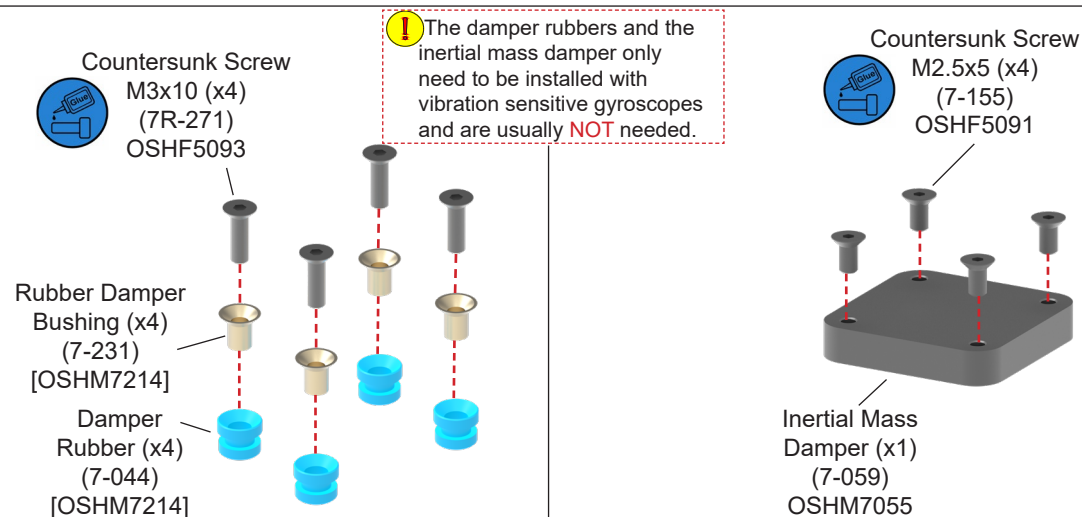 The damper rubbers and the
inertial mass damper only
need to be installed with
vibration sensitive gyroscopes
and are usually NOT needed.
Glue
Countersunk Screw
M3x10 (x4)
(7R-271)
OSHF5093
Rubber Damper
Bushing (x4)
(7-231)
[OSHM7214]
Damper
Rubber (x4)
(7-044)
[OSHM7214]
Glue
Countersunk Screw
M2.5x5 (x4)
(7-155)
OSHF5091
Inertial Mass
Damper (x1)
(7-059)
OSHM7055